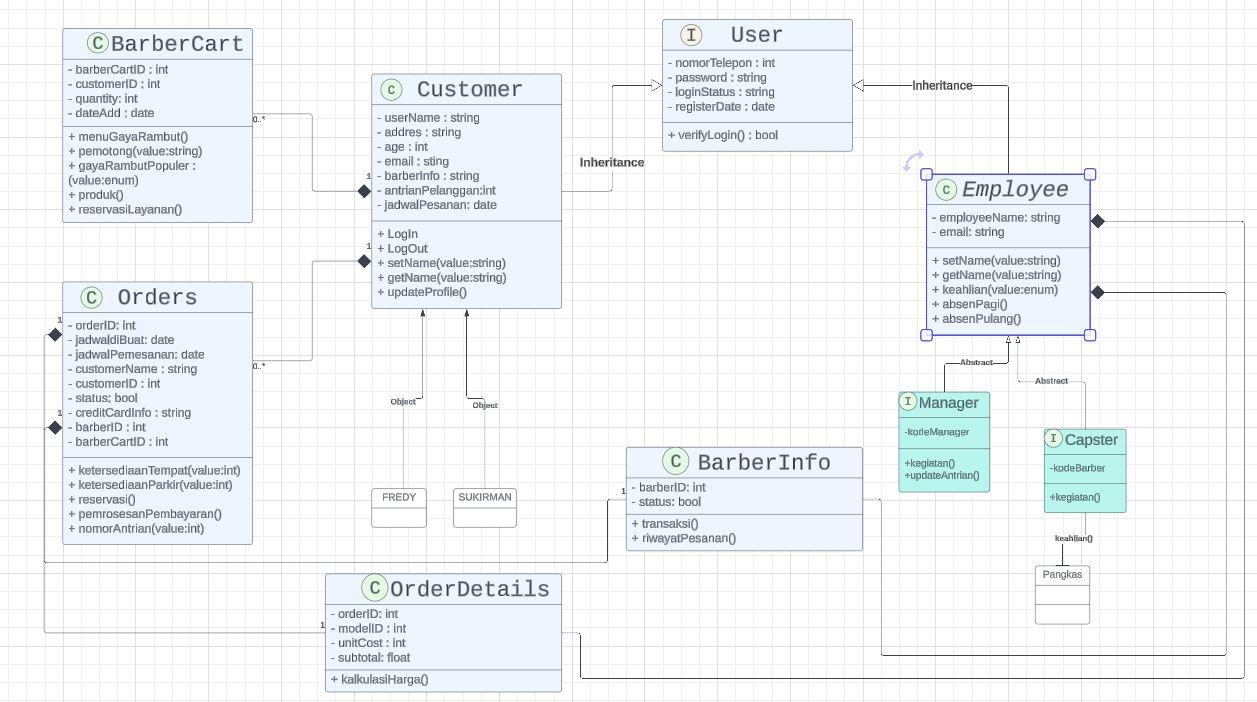 C BarberCart
- barberCartID : int
- customerID : int
- quantity: int
- dateAdd : date
+ menuGayaRambut()
+ pemotong(value:string)
+ gayaRambutPopuler :
(value:enum)
+ produk()
+ reservasiLayanan()
0..*
1
C Customer
- userName : string
- addres : string
- age : int
- email : sting
- barberInfo : string
- antrianPelanggan:int
- jadwalPesanan: date
+ LogIn
+ LogOut
+ setName(value:string)
+ getName(value:string)
+ updateProfile()
1
Inheritance
I User
- nomorTelepon : int
- password : string
- loginStatus : string
- registerDate : date
+ verifyLogin() : bool
Inheritance
C Employee
- employeeName: string
- email: string
+ setName(value:string)
+ getName(value:string)
+ keahlian(value:enum)
+ absenPagi()
+ absenPulang()
C Orders
- orderID: int
- jadwaldiBuat: date
- jadwalPemesanan: date
- customerName : string
- customerID : int
- status: bool
- creditCardInfo : string
- barberID : int
- barberCartID : int
+ ketersediaanTempat(value:int)
+ ketersediaanParkir(value:int)
+ reservasi()
+ pemrosesanPembayaran()
+ nomorAntrian(value:int)
1
1
0..*
Object
Object
FREDY
SUKIRMAN
Abstract
Abstract
I Manager
-kodeManager
+kegiatan()
+updateAntrian()
I Capster
-kodeBarber
+kegiatan()
keahlian()
Pangkas
1
C BarberInfo
- barberID: int
- status: bool
+ transaksi()
+ riwayatPesanan()
1
C OrderDetails
- orderID: int
- modelID : int
- unitCost : int
- subtotal: float
+ kalkulasiHarga()